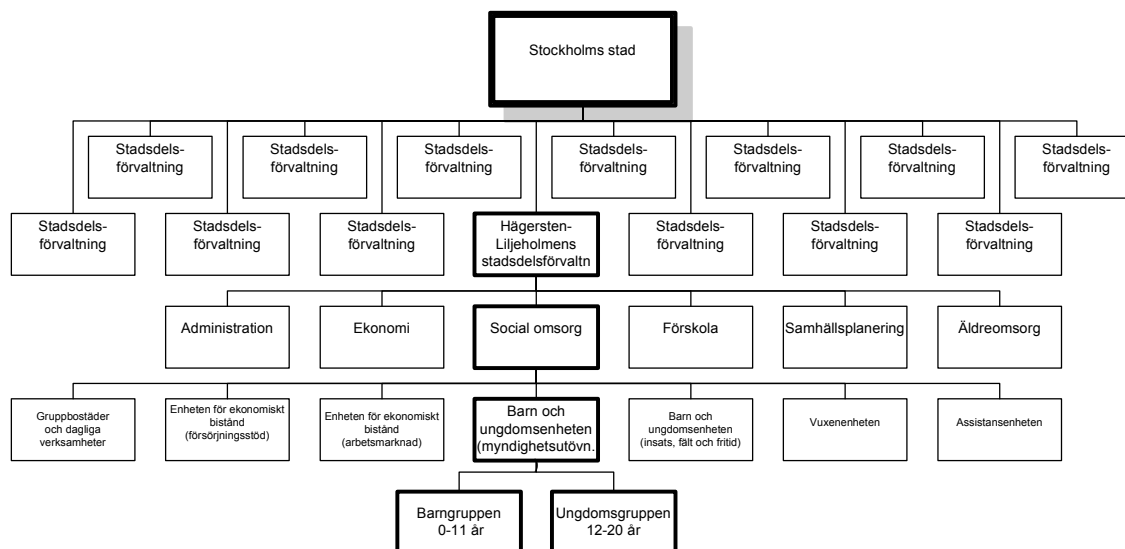 Stockholms stad
Stadsdels-
förvaltning
Stadsdels-
förvaltning
Stadsdels-
förvaltning
Stadsdels-
förvaltning
Stadsdels-
förvaltning
Stadsdels-
förvaltning
Stadsdels-
förvaltning
Stadsdels-
förvaltning
Stadsdels-
förvaltning
Stadsdels-
förvaltning
Hägersten-
Liljeholmens
stadsdelsförvaltn
Stadsdels-
förvaltning
Stadsdels-
förvaltning
Stadsdels-
förvaltning
Administration
Ekonomi
Social omsorg
Förskola
Samhällsplanering
Äldreomsorg
Gruppbostäder
och dagliga
verksamheter
Enheten för ekonomiskt
bistånd
(försörjningsstöd)
Enheten för ekonomiskt
bistånd
(arbetsmarknad)
Barn och
ungdomsenheten
(myndighetsutövn.
Barn och
ungdomsenheten
(insats, fält och fritid)
Vuxenenheten
Assistansenheten
Barngruppen
0-11 år
Ungdomsgruppen
12-20 år